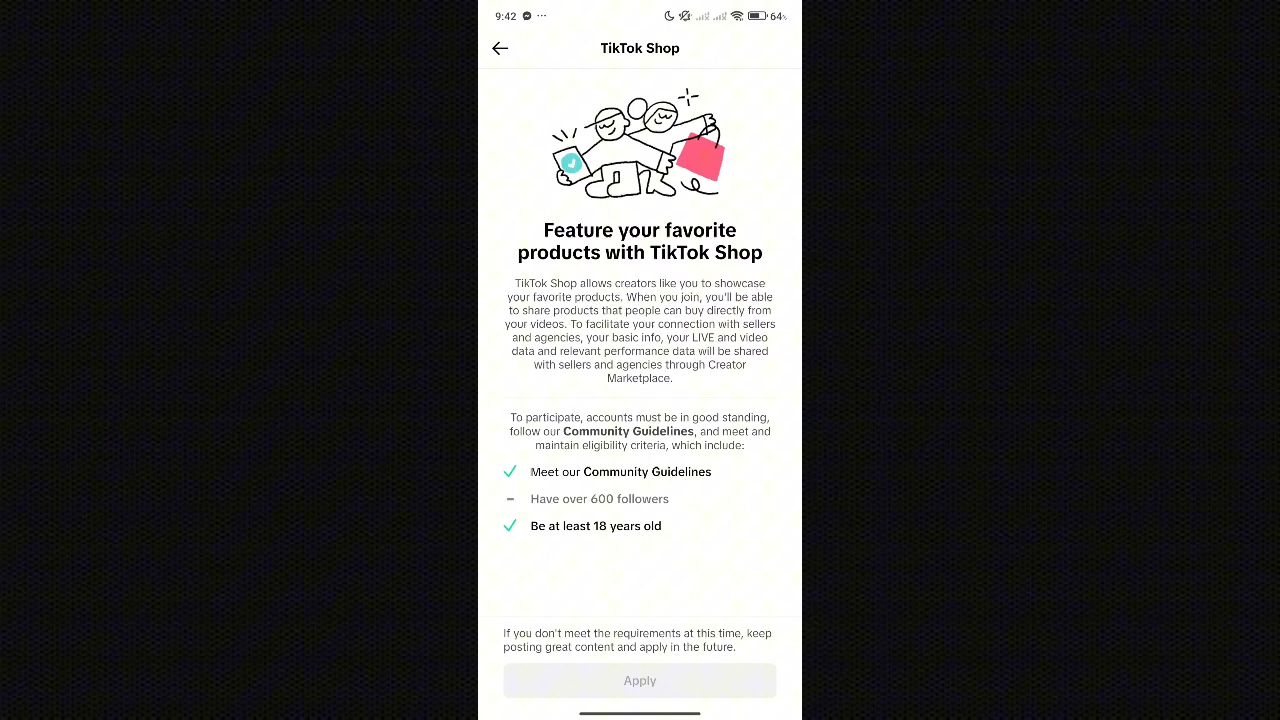 9:42 ... 64%
TikTok Shop
Feature your favorite
products with TikTok Shop
TikTok Shop allows creators like you to showcase
your favorite products. When you join, you'll be able
to share products that people can buy directly from
your videos. To facilitate your connection with sellers
and agencies, your basic info, your LIVE and video
data and relevant performance data will be shared
with sellers and agencies through Creator
Marketplace.
To participate, accounts must be in good standing,
follow our Community Guidelines, and meet and
maintain eligibility criteria, which include:
Meet our Community Guidelines
Have over 600 followers
Be at least 18 years old
If you don't meet the requirements at this time, keep
posting great content and apply in the future.
Apply